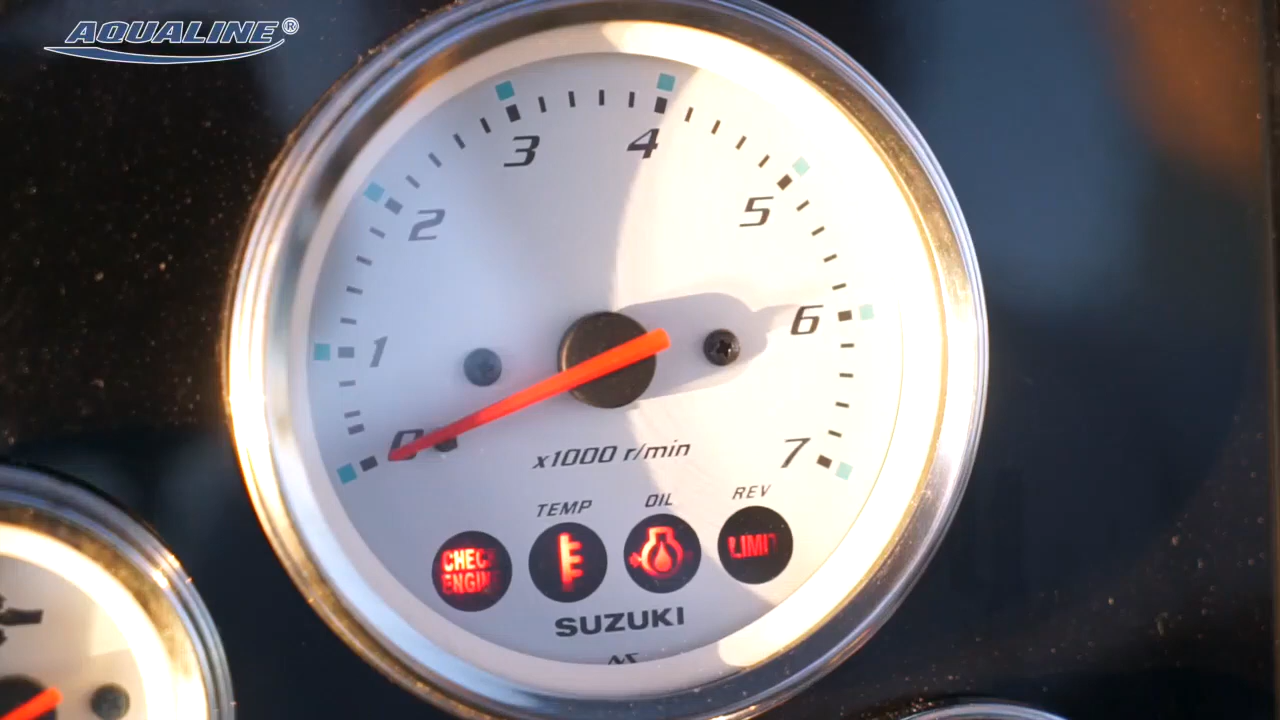 AQUALINE®
3
4
2
5
1
6
0
7
x1000 r/min
TEMP
OIL
REV
CHECK
ENGINE
LIMIT
SUZUKI